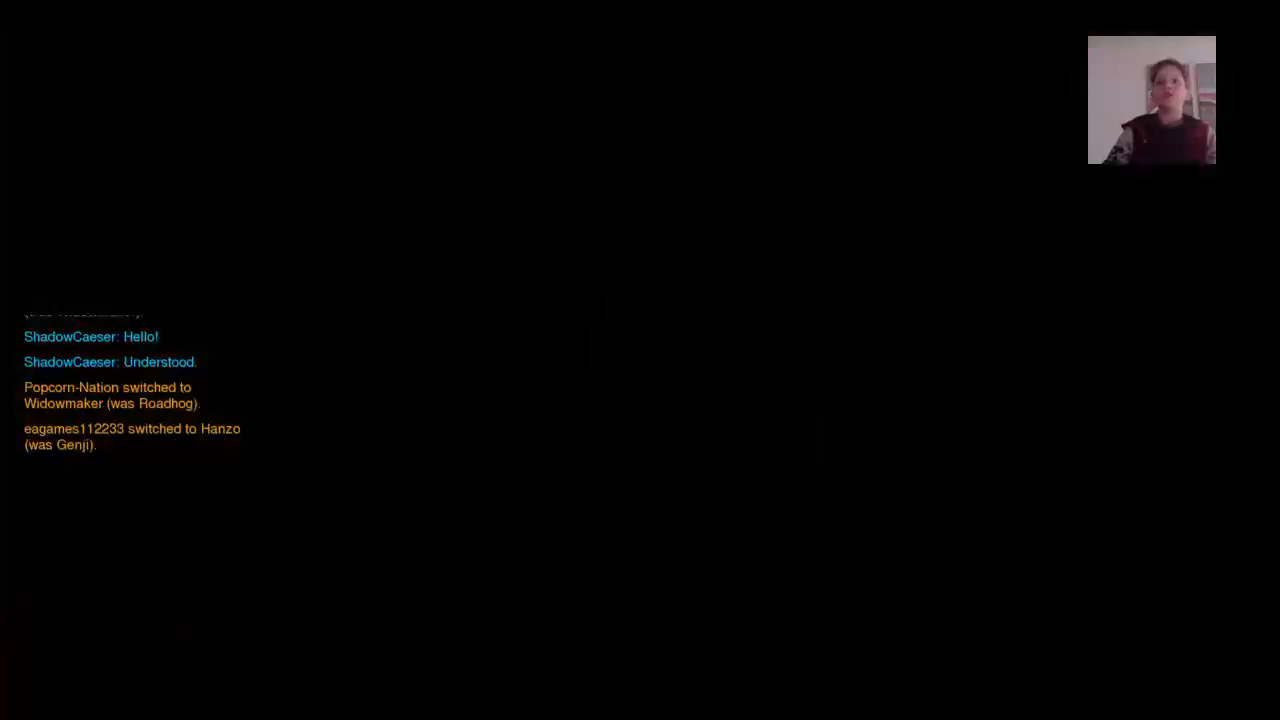 ShadowCaeser: Hello!
ShadowCaeser: Understood.
Popcorn-Nation switched to
Widowmaker (was Roadhog).
eagames112233 switched to Hanzo
(was Genji).